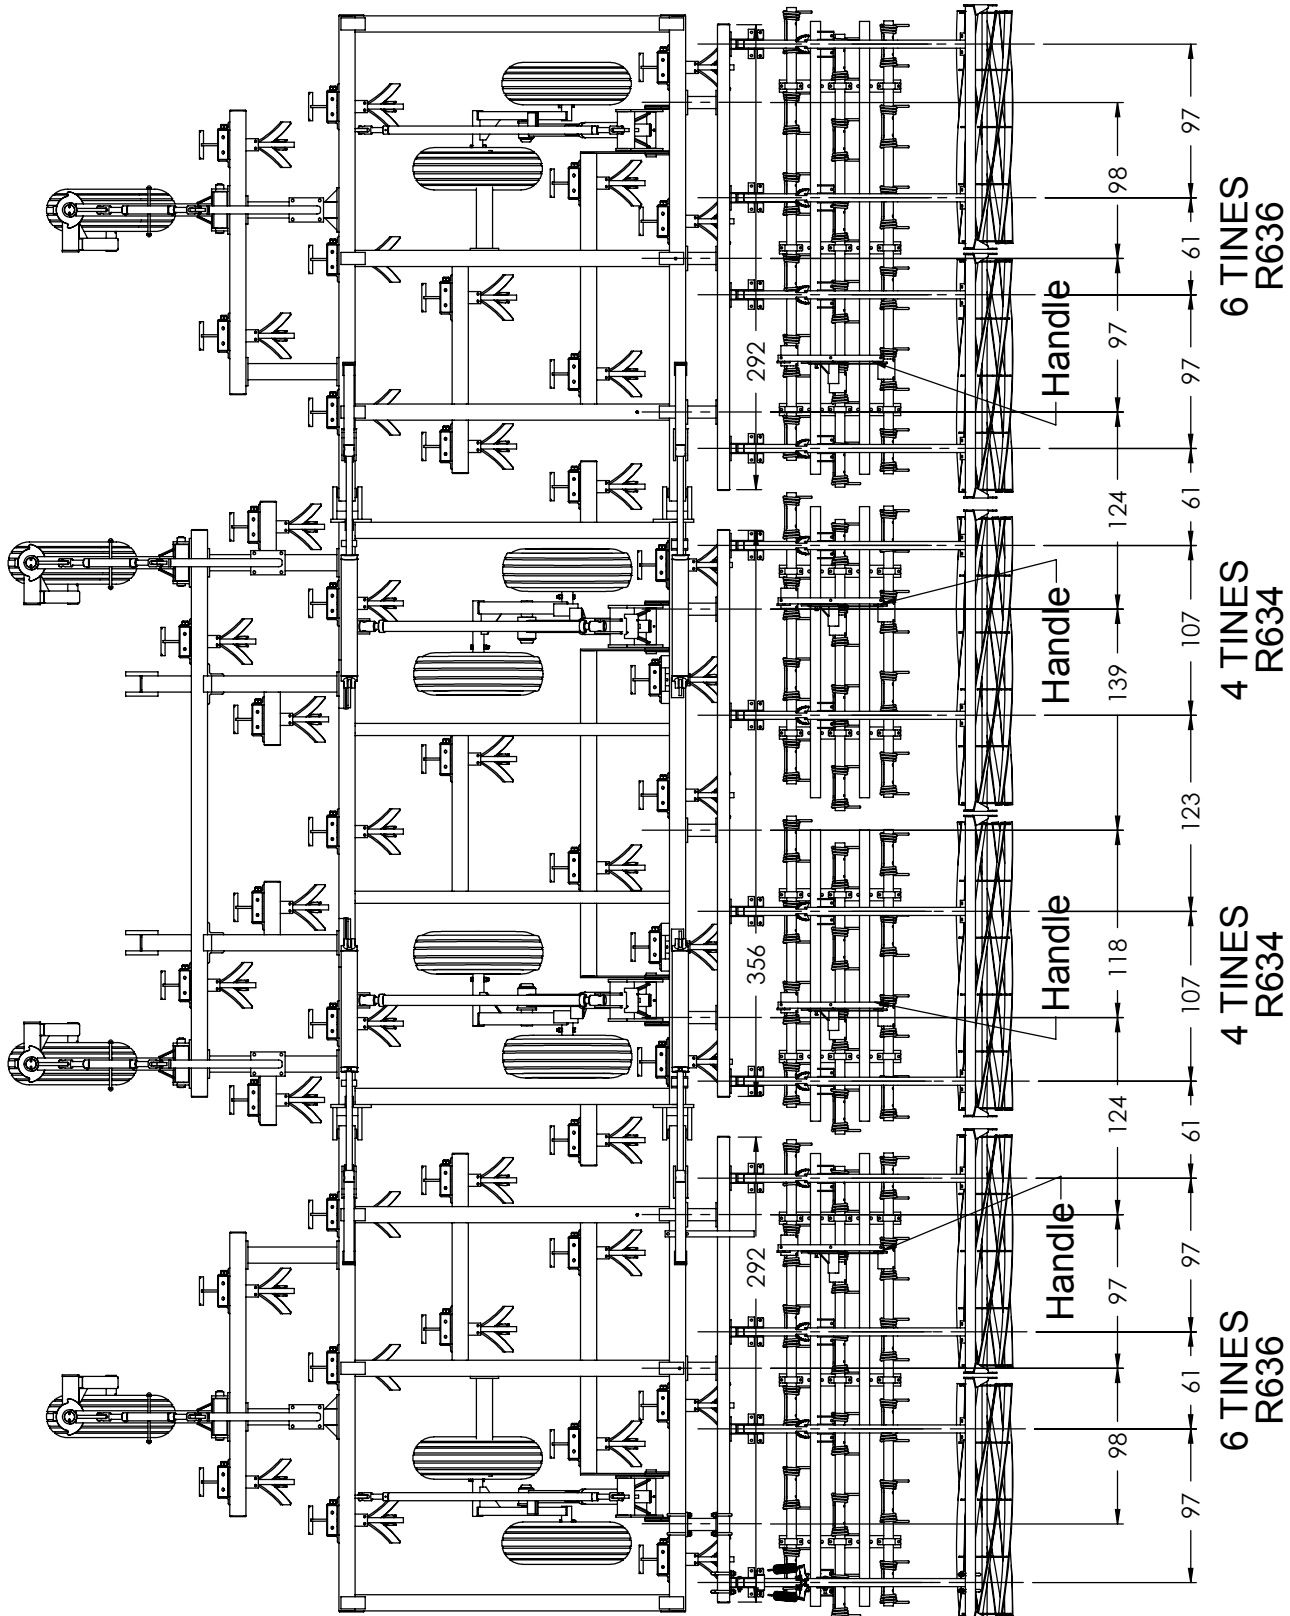 292 356 292
Handle Handle Handle Handle
98 97 124 118 139 124 97 98
97 61 97 61 107 123 107 61 97 61 97
6 TINES
R636
4 TINES
R634
4 TINES
R634
6 TINES
R636